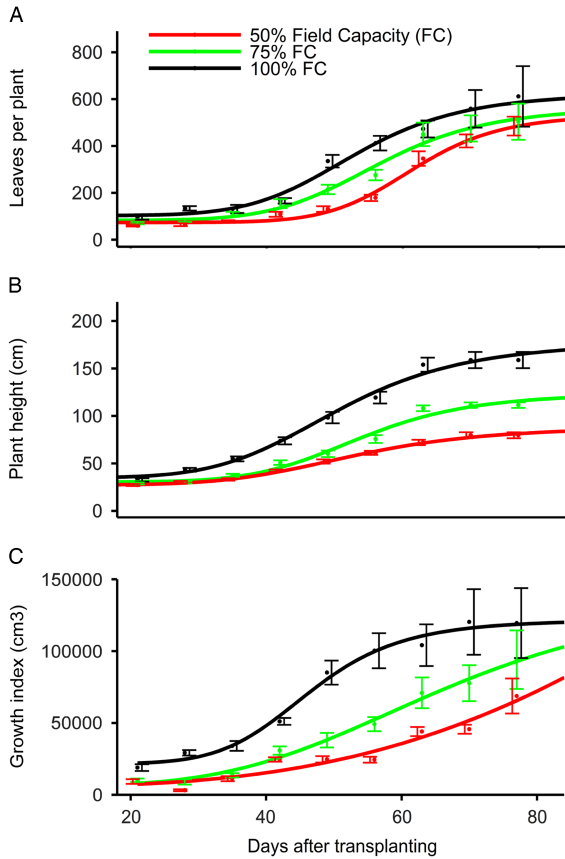 A
50% Field Capacity (FC)
75% FC
100% FC
Leaves per plant
800
600
400
200
0
B
Plant height (cm)
200
150
100
50
0
C
Growth index (cm3)
150000
100000
50000
0
20 40 60 80
Days after transplanting